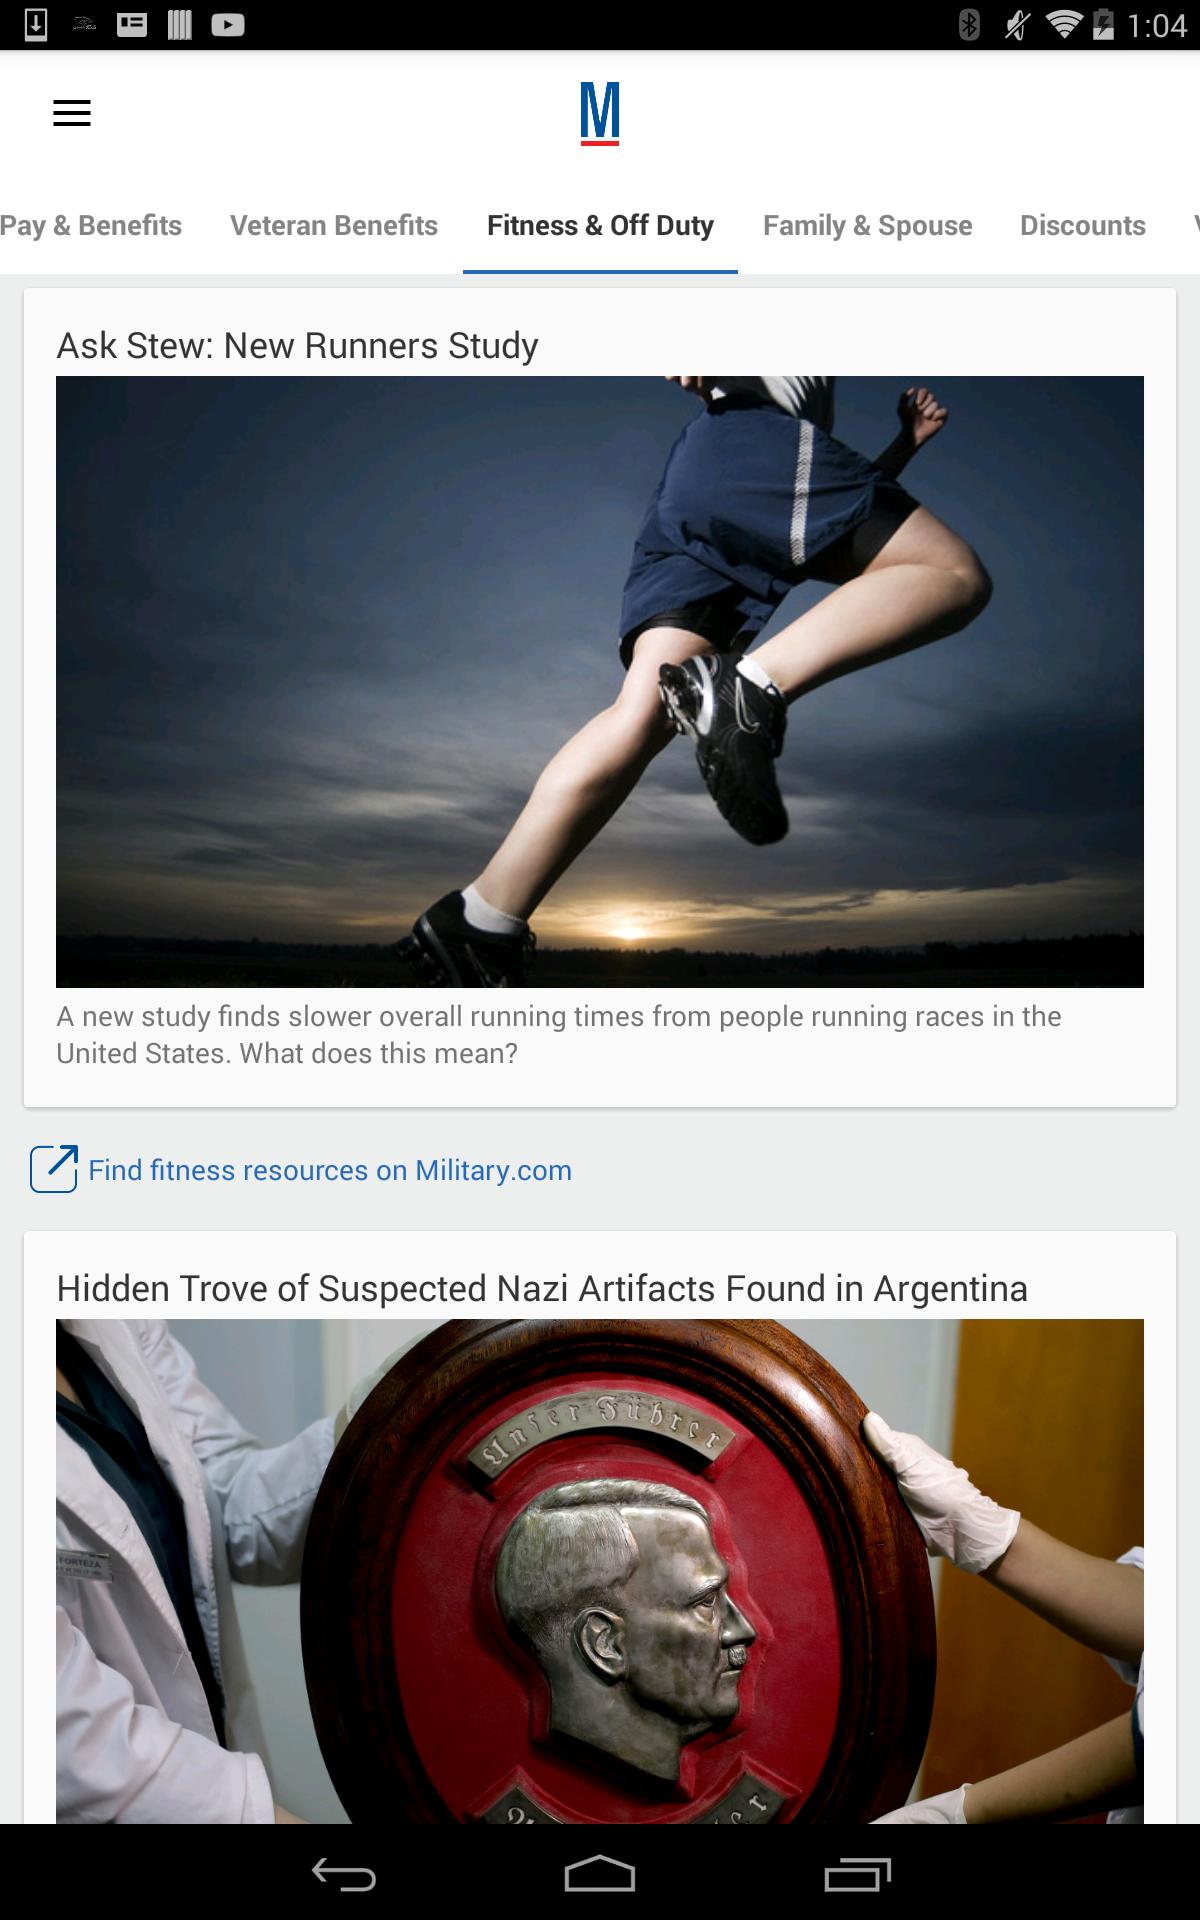 1:04
M
Pay & Benefits Veteran Benefits Fitness & Off Duty Family & Spouse Discounts
Ask Stew: New Runners Study
A new study finds slower overall running times from people running races in the
United States. What does this mean?
Find fitness resources on Military.com
Hidden Trove of Suspected Nazi Artifacts Found in Argentina
Unser Führer
FORTEZA